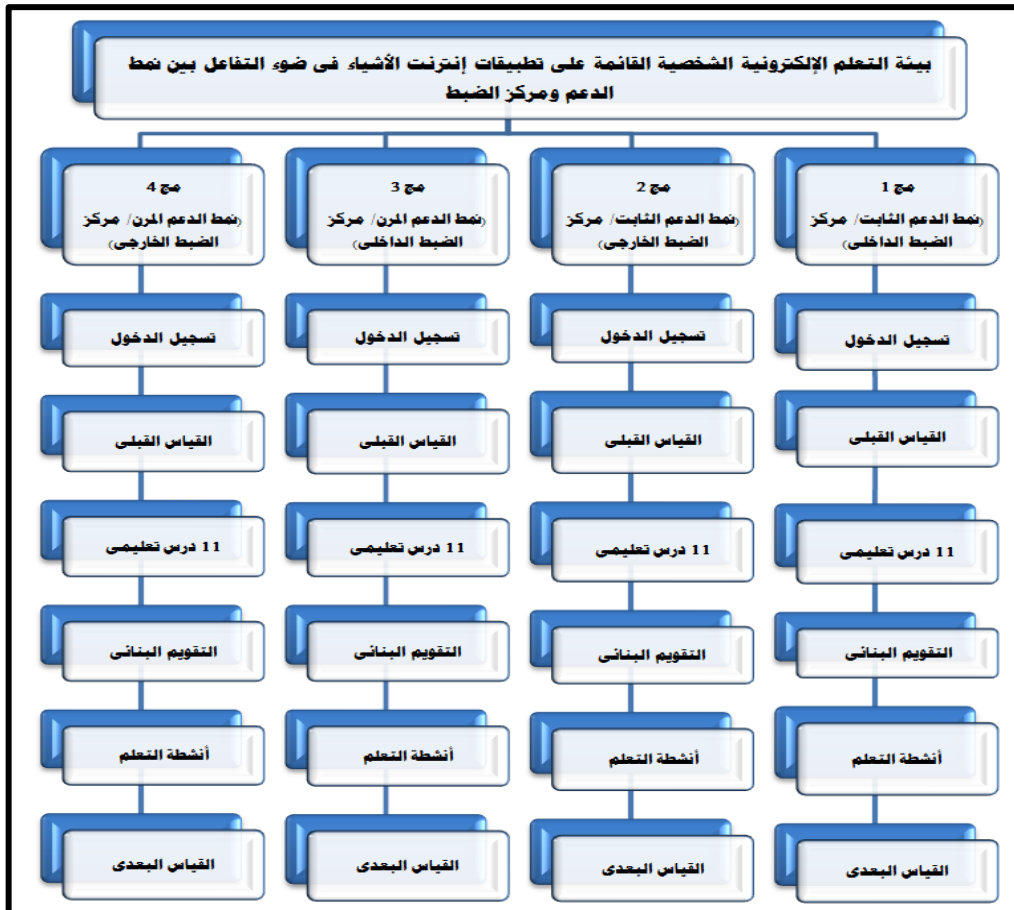 بيئة التعلم الإلكترونية الشخصية القائمة على تطبيقات إنترنت الأشياء فى ضوء التفاعل بين نمط
الدعم ومركز الضبط
مج 1
(نمط الدعم الثابت/ مركز
الضبط الداخلى)
تسجيل الدخول
القياس القبلى
11 درس تعليمى
التقويم البنائى
أنشطة التعلم
القياس البعدى
مج 2
(نمط الدعم الثابت/ مركز
الضبط الخارجى)
تسجيل الدخول
القياس القبلى
11 درس تعليمى
التقويم البنائى
أنشطة التعلم
القياس البعدى
مج 3
(نمط الدعم المرن/ مركز
الضبط الداخلى)
تسجيل الدخول
القياس القبلى
11 درس تعليمى
التقويم البنائى
أنشطة التعلم
القياس البعدى
مج 4
(نمط الدعم المرن/ مركز
الضبط الخارجى)
تسجيل الدخول
القياس القبلى
11 درس تعليمى
التقويم البنائى
أنشطة التعلم
القياس البعدى